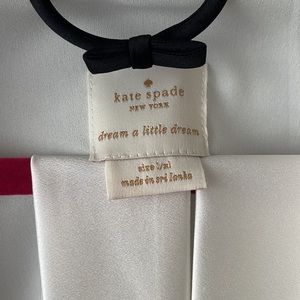 kate spade
NEW YORK
dream a little dream
size l/xl
made in sri lanka